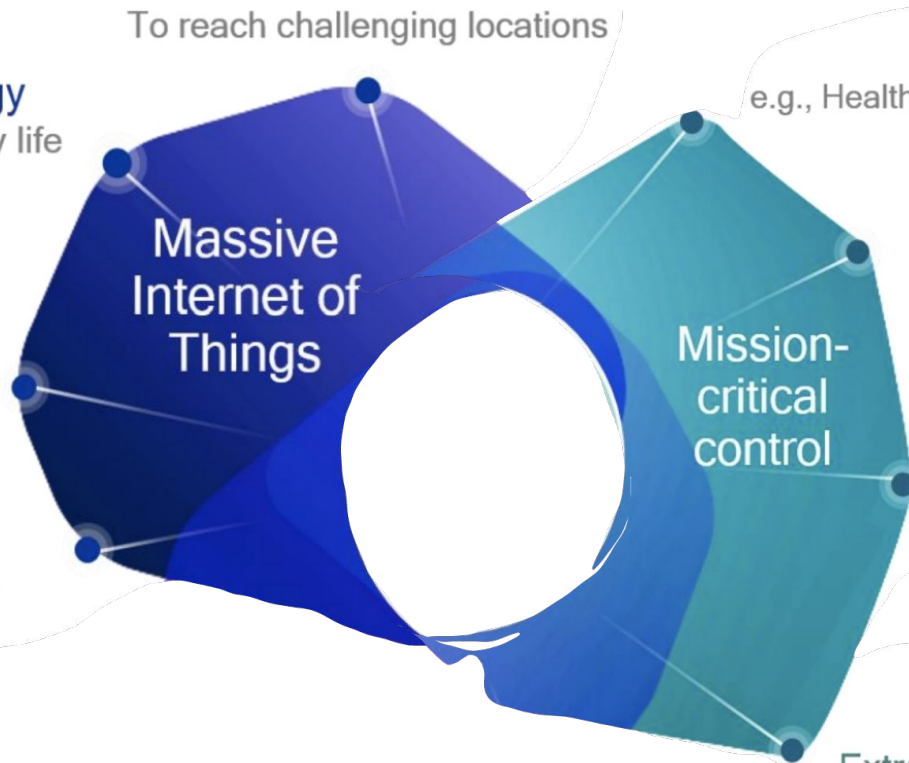 To reach challenging locations
life
e.g., Health
Massive
Internet of
Things
Mission-
critical
control